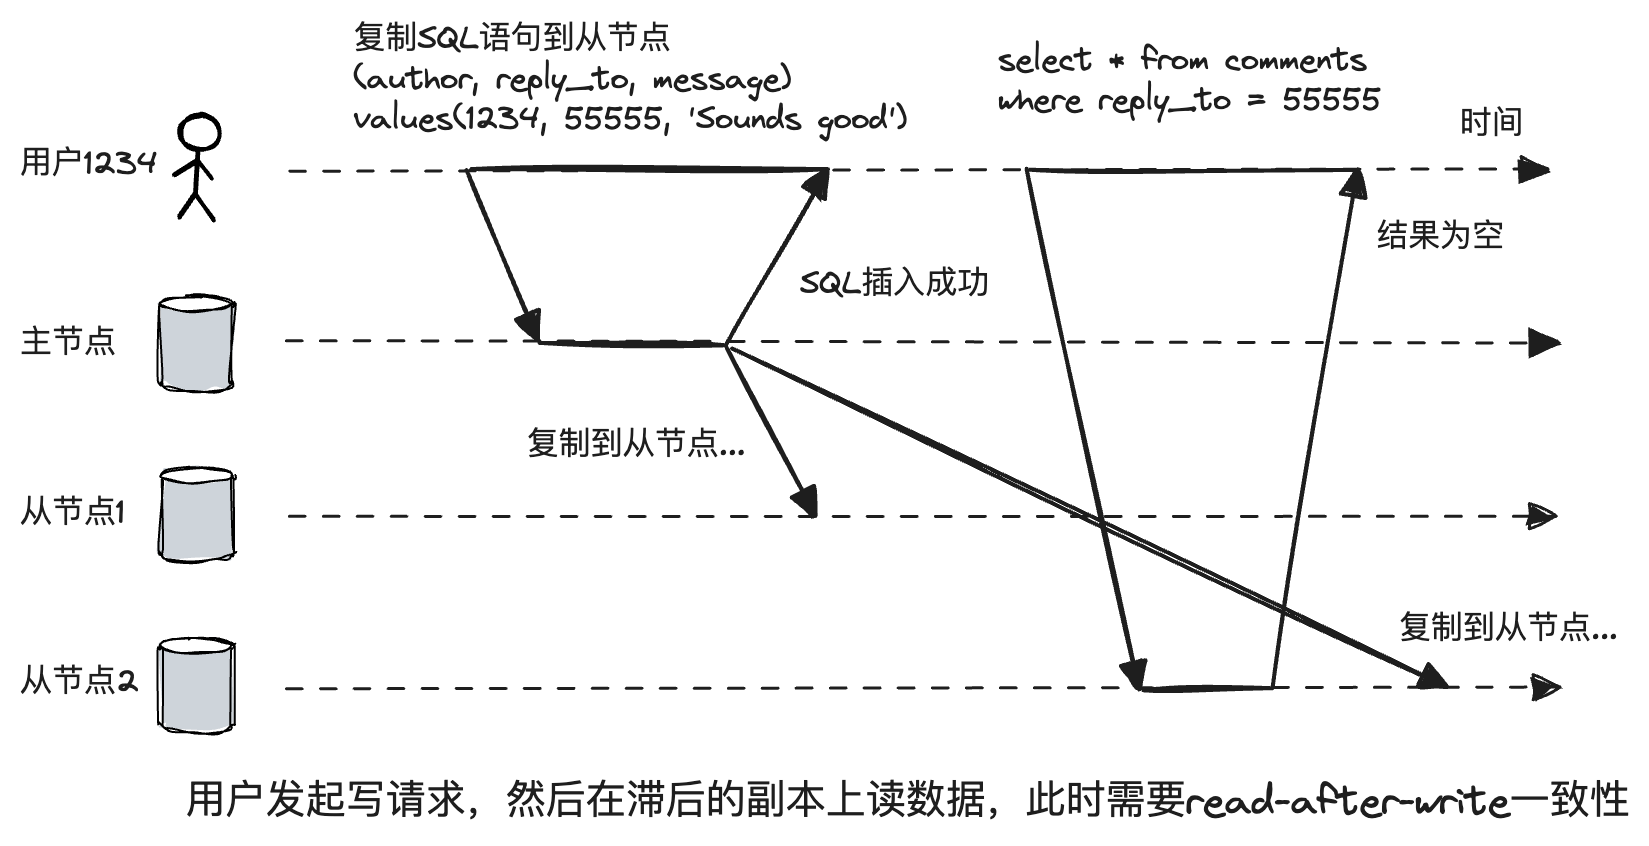 复制SQL语句到从节点
(author, reply_to, message)
values(1234, 55555, 'Sounds good')
select * from comments
where reply_to = 55555
时间
用户1234
结果为空
SQL插入成功
主节点
复制到从节点...
从节点1
复制到从节点...
从节点2
用户发起写请求，然后在滞后的副本上读数据，此时需要read-after-write一致性